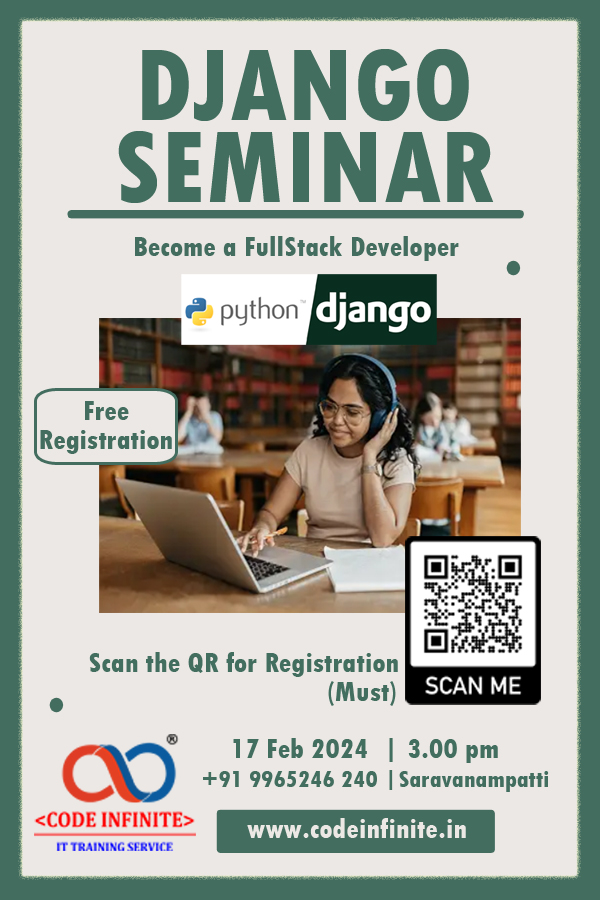 DJANGO
SEMINAR
Become a FullStack Developer
python™ django
Free
Registration
Scan the QR for Registration
(Must)
SCAN ME
®
17 Feb 2024 | 3.00 pm
+91 9965246 240 | Saravanampatti
<CODE INFINITE>
IT TRAINING SERVICE
www.codeinfinite.in